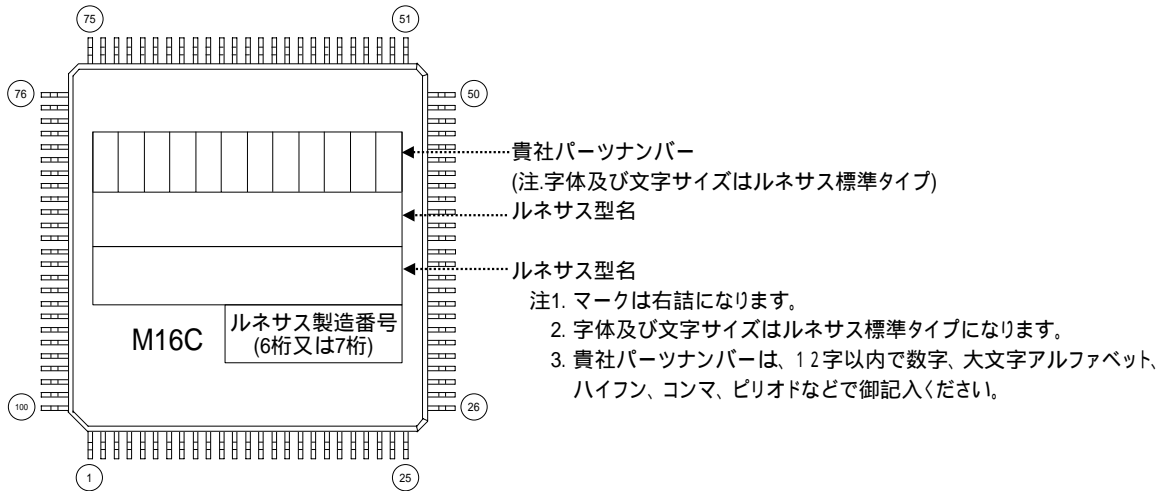 75
51
76
50
貴社パーツナンバー
(注.字体及び文字サイズはルネサス標準タイプ)
ルネサス型名
ルネサス型名
注1. マークは右詰になります。
2. 字体及び文字サイズはルネサス標準タイプになります。
3. 貴社パーツナンバーは、12字以内で数字、大文字アルファベット、
ハイフン、コンマ、ピリオドなどで御記入ください。
M16C
ルネサス製造番号
(6桁又は7桁)
100
26
1
25